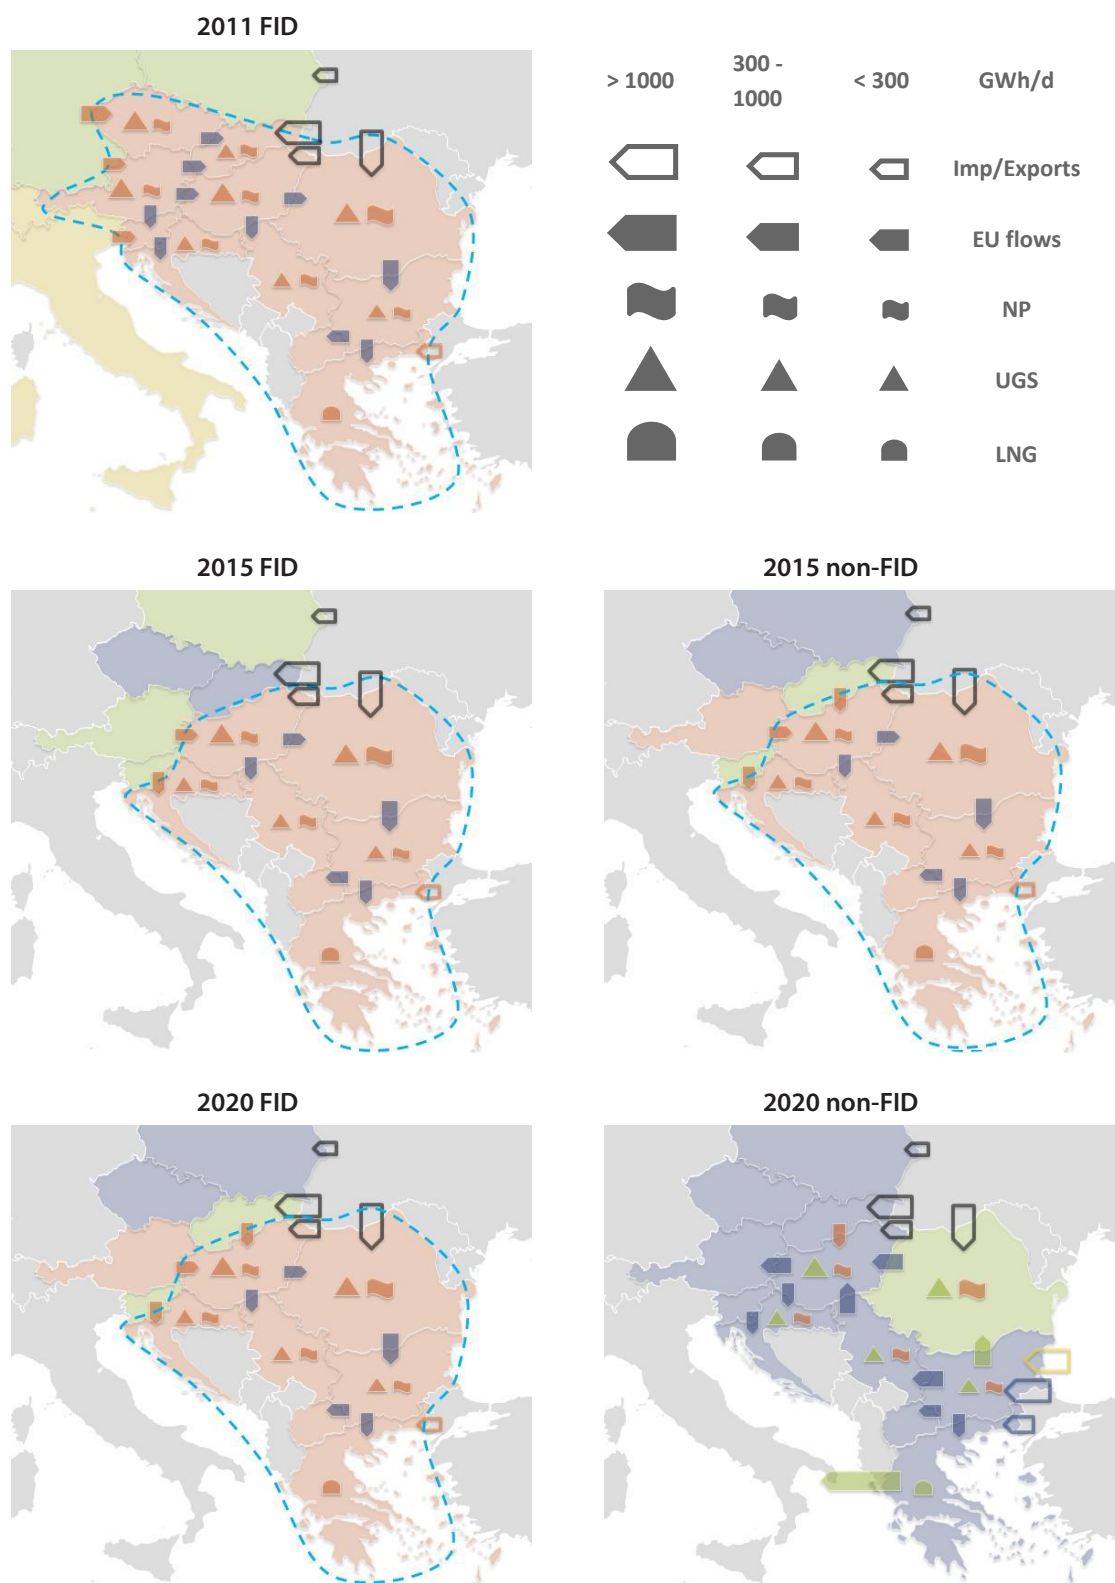 2011 FID
> 1000
300 -
1000
< 300
GWh/d
Imp/Exports
EU flows
NP
UGS
LNG
2015 FID
2015 non-FID
2020 FID
2020 non-FID